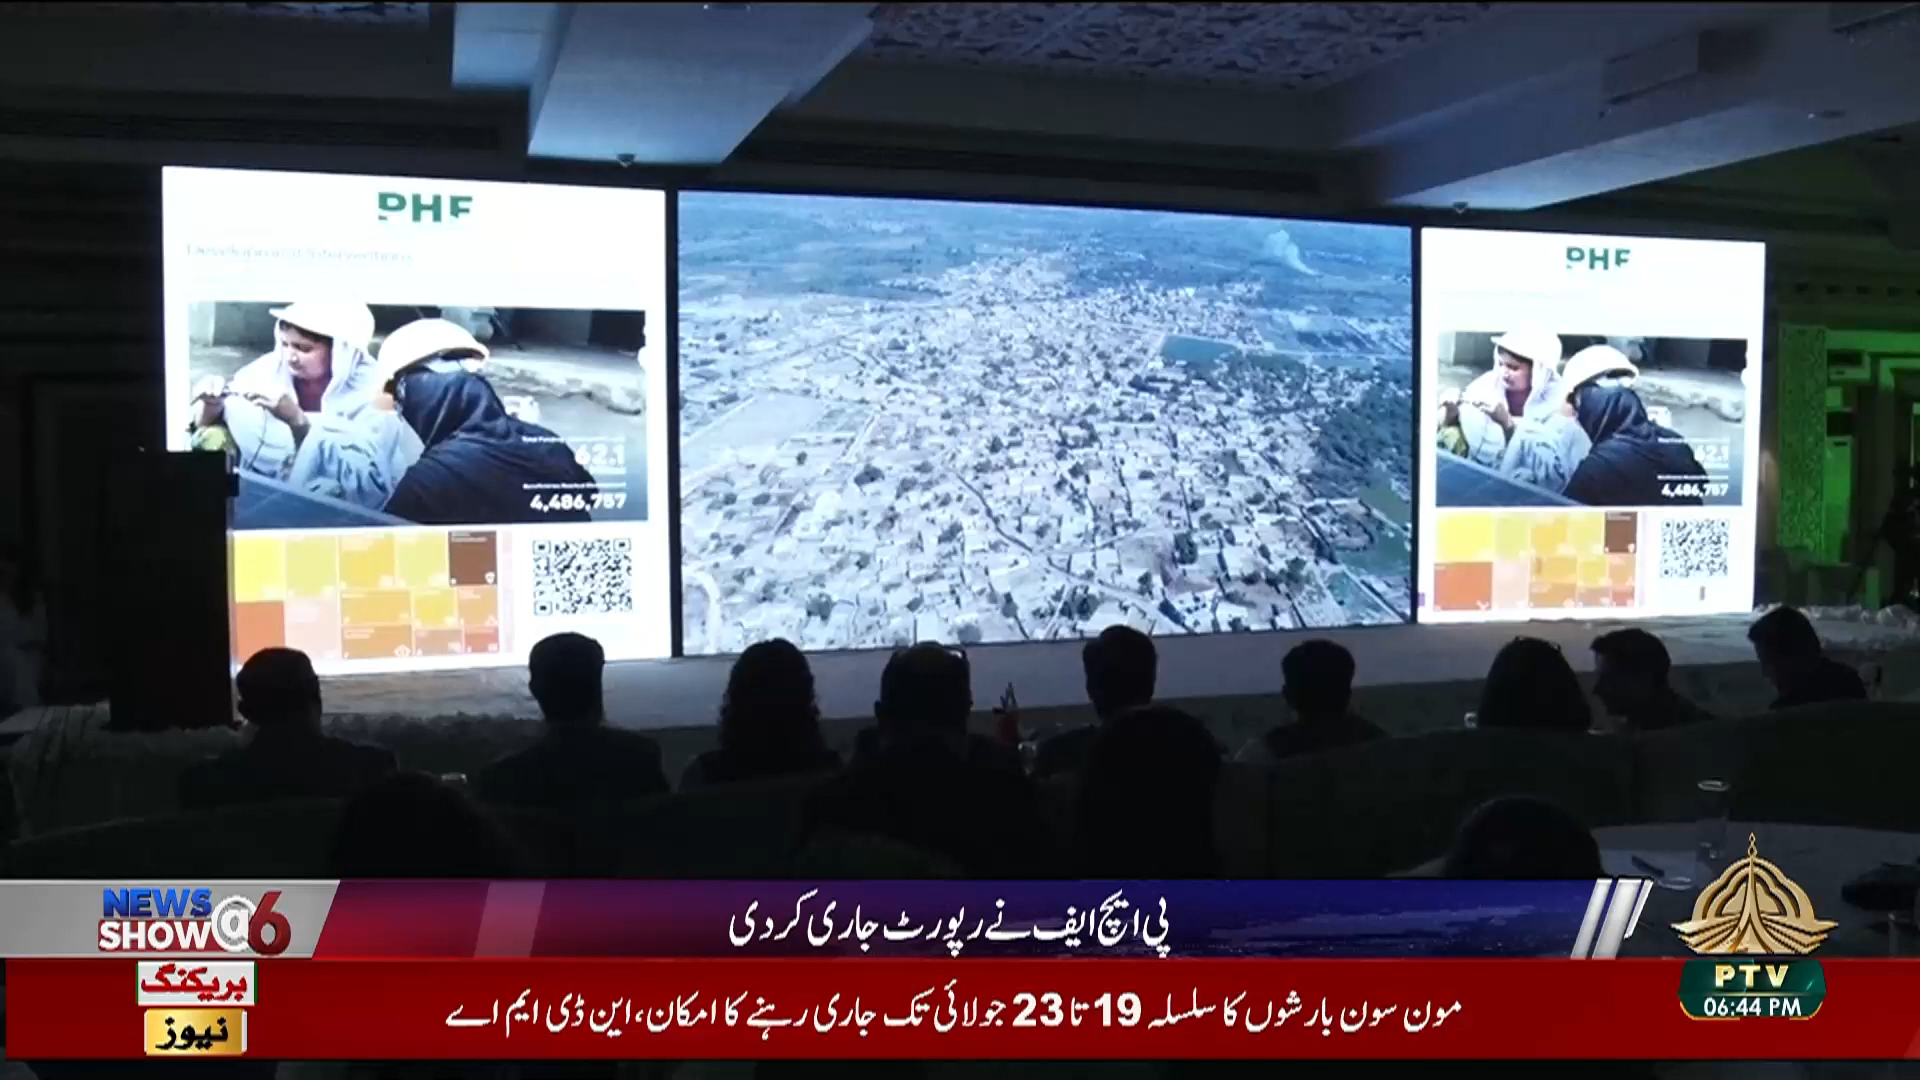 PHF
PHF
Development Interventions
62.1
4,486,757
62.1
4,486,757
NEWS
SHOW@6
پی ایچ ایف نے رپورٹ جاری کر دی
بریکنگ
نیوز
مون سون بارشوں کا سلسلہ 19 تا 23 جولائی تک جاری رہنے کا امکان، این ڈی ایم اے
PTV
06:44 PM